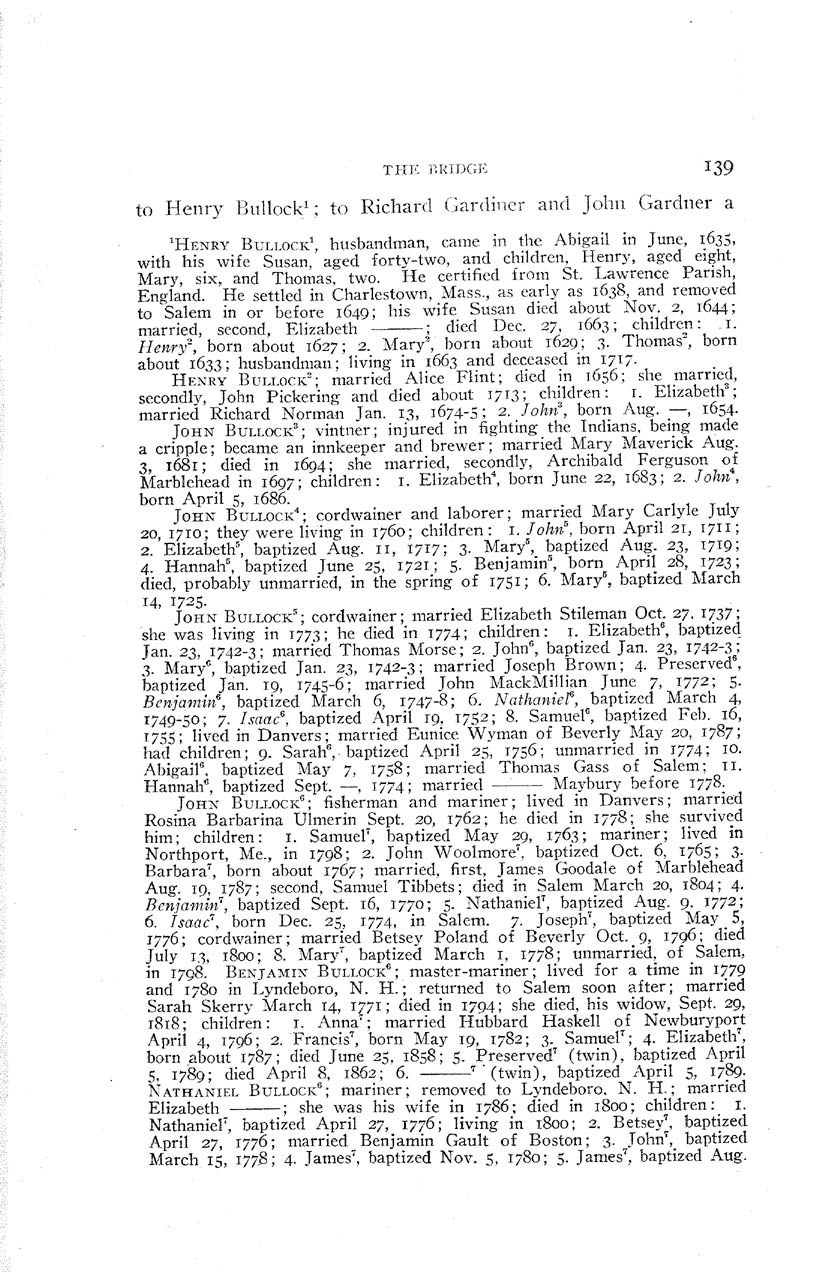 THE BRIDGE 139
to Henry Bullock¹; to Richard Gardiner and John Gardner a
¹HENRY BULLOCK¹, husbandman, came in the Abigail in June, 1635,
with his wife Susan, aged forty-two, and children, Henry, aged eight,
Mary, six, and Thomas, two. He certified from St. Lawrence Parish,
England. He settled in Charlestown, Mass., as early as 1638, and removed
to Salem in or before 1649; his wife Susan died about Nov. 2, 1644;
married, second, Elizabeth ———; died Dec. 27, 1663; children: 1.
Henry², born about 1627; 2. Mary², born about 1629; 3. Thomas², born
about 1633; husbandman; living in 1663 and deceased in 1717.
HENRY BULLOCK²; married Alice Flint; died in 1656; she married,
secondly, John Pickering and died about 1713; children: 1. Elizabeth³;
married Richard Norman Jan. 13, 1674-5; 2. John³, born Aug. —, 1654.
JOHN BULLOCK³; vintner; injured in fighting the Indians, being made
a cripple; became an innkeeper and brewer; married Mary Maverick Aug.
3, 1681; died in 1694; she married, secondly, Archibald Ferguson of
Marblehead in 1697; children: 1. Elizabeth⁴, born June 22, 1683; 2. John⁴,
born April 5, 1686.
JOHN BULLOCK⁴; cordwainer and laborer; married Mary Carlyle July
20, 1710; they were living in 1760; children: 1. John⁵, born April 21, 1711;
2. Elizabeth⁵, baptized Aug. 11, 1717; 3. Mary⁵, baptized Aug. 23, 1719;
4. Hannah⁵, baptized June 25, 1721; 5. Benjamin⁵, born April 28, 1723;
died, probably unmarried, in the spring of 1751; 6. Mary⁵, baptized March
14, 1725.
JOHN BULLOCK⁵; cordwainer; married Elizabeth Stileman Oct. 27, 1737;
she was living in 1773; he died in 1774; children: 1. Elizabeth⁶, baptized
Jan. 23, 1742-3; married Thomas Morse; 2. John⁶, baptized Jan. 23, 1742-3;
3. Mary⁶, baptized Jan. 23, 1742-3; married Joseph Brown; 4. Preserved⁶,
baptized Jan. 19, 1745-6; married John MackMillian June 7, 1772; 5.
Benjamin⁶, baptized March 6, 1747-8; 6. Nathaniel⁶, baptized March 4,
1749-50; 7. Isaac⁶, baptized April 19, 1752; 8. Samuel⁶, baptized Feb. 16,
1755; lived in Danvers; married Eunice Wyman of Beverly May 20, 1787;
had children; 9. Sarah⁶, baptized April 25, 1756; unmarried in 1774; 10.
Abigail⁶, baptized May 7, 1758; married Thomas Gass of Salem; 11.
Hannah⁶, baptized Sept. —, 1774; married ——— Maybury before 1778.
JOHN BULLOCK⁶; fisherman and mariner; lived in Danvers; married
Rosina Barbarina Ulmerin Sept. 20, 1762; he died in 1778; she survived
him; children: 1. Samuel⁷, baptized May 29, 1763; mariner; lived in
Northport, Me., in 1798; 2. John Woolmore⁷, baptized Oct. 6, 1765; 3.
Barbara⁷, born about 1767; married, first, James Goodale of Marblehead
Aug. 19, 1787; second, Samuel Tibbets; died in Salem March 20, 1804; 4.
Benjamin⁷, baptized Sept. 16, 1770; 5. Nathaniel⁷, baptized Aug. 9, 1772;
6. Isaac⁷, born Dec. 25, 1774, in Salem. 7. Joseph⁷, baptized May 5,
1776; cordwainer; married Betsey Poland of Beverly Oct. 9, 1796; died
July 13, 1800; 8. Mary⁷, baptized March 1, 1778; unmarried, of Salem,
in 1798. BENJAMIN BULLOCK⁶; master-mariner; lived for a time in 1779
and 1780 in Lyndeboro, N. H.; returned to Salem soon after; married
Sarah Skerry March 14, 1771; died in 1794; she died, his widow, Sept. 29,
1818; children: 1. Anna⁷; married Hubbard Haskell of Newburyport
April 4, 1796; 2. Francis⁷, born May 19, 1782; 3. Samuel⁷; 4. Elizabeth⁷,
born about 1787; died June 25, 1858; 5. Preserved⁷ (twin), baptized April
5, 1789; died April 8, 1862; 6. ———⁷ (twin), baptized April 5, 1789.
NATHANIEL BULLOCK⁶; mariner; removed to Lyndeboro, N. H.; married
Elizabeth ———; she was his wife in 1786; died in 1800; children: 1.
Nathaniel⁷, baptized April 27, 1776; living in 1800; 2. Betsey⁷, baptized
April 27, 1776; married Benjamin Gault of Boston; 3. John⁷, baptized
March 15, 1778; 4. James⁷, baptized Nov. 5, 1780; 5. James⁷, baptized Aug.